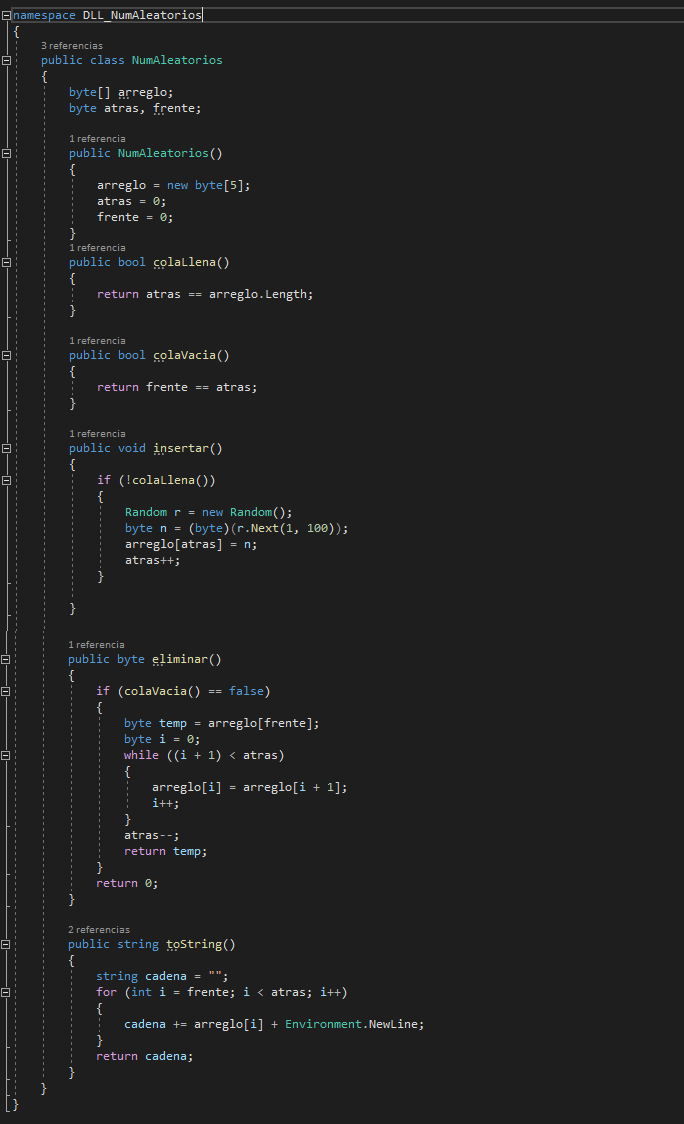 namespace DLL_NumAleatorios
{
3 referencias
public class NumAleatorios
{
byte[] arreglo;
byte atras, frente;
1 referencia
public NumAleatorios()
{
arreglo = new byte[5];
atras = 0;
frente = 0;
}
1 referencia
public bool colaLlena()
{
return atras == arreglo.Length;
}
1 referencia
public bool colaVacia()
{
return frente == atras;
}
1 referencia
public void insertar()
{
if (!colaLlena())
{
Random r = new Random();
byte n = (byte)(r.Next(1, 100));
arreglo[atras] = n;
atras++;
}
}
1 referencia
public byte eliminar()
{
if (colaVacia() == false)
{
byte temp = arreglo[frente];
byte i = 0;
while ((i + 1) < atras)
{
arreglo[i] = arreglo[i + 1];
i++;
}
atras--;
return temp;
}
return 0;
}
2 referencias
public string toString()
{
string cadena = "";
for (int i = frente; i < atras; i++)
{
cadena += arreglo[i] + Environment.NewLine;
}
return cadena;
}
}
}